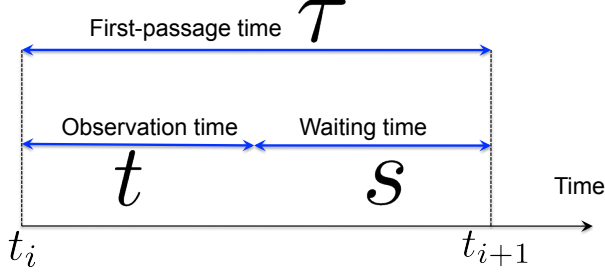 First-passage time τ
Observation time Waiting time
t s
Time
t_i t_{i+1}